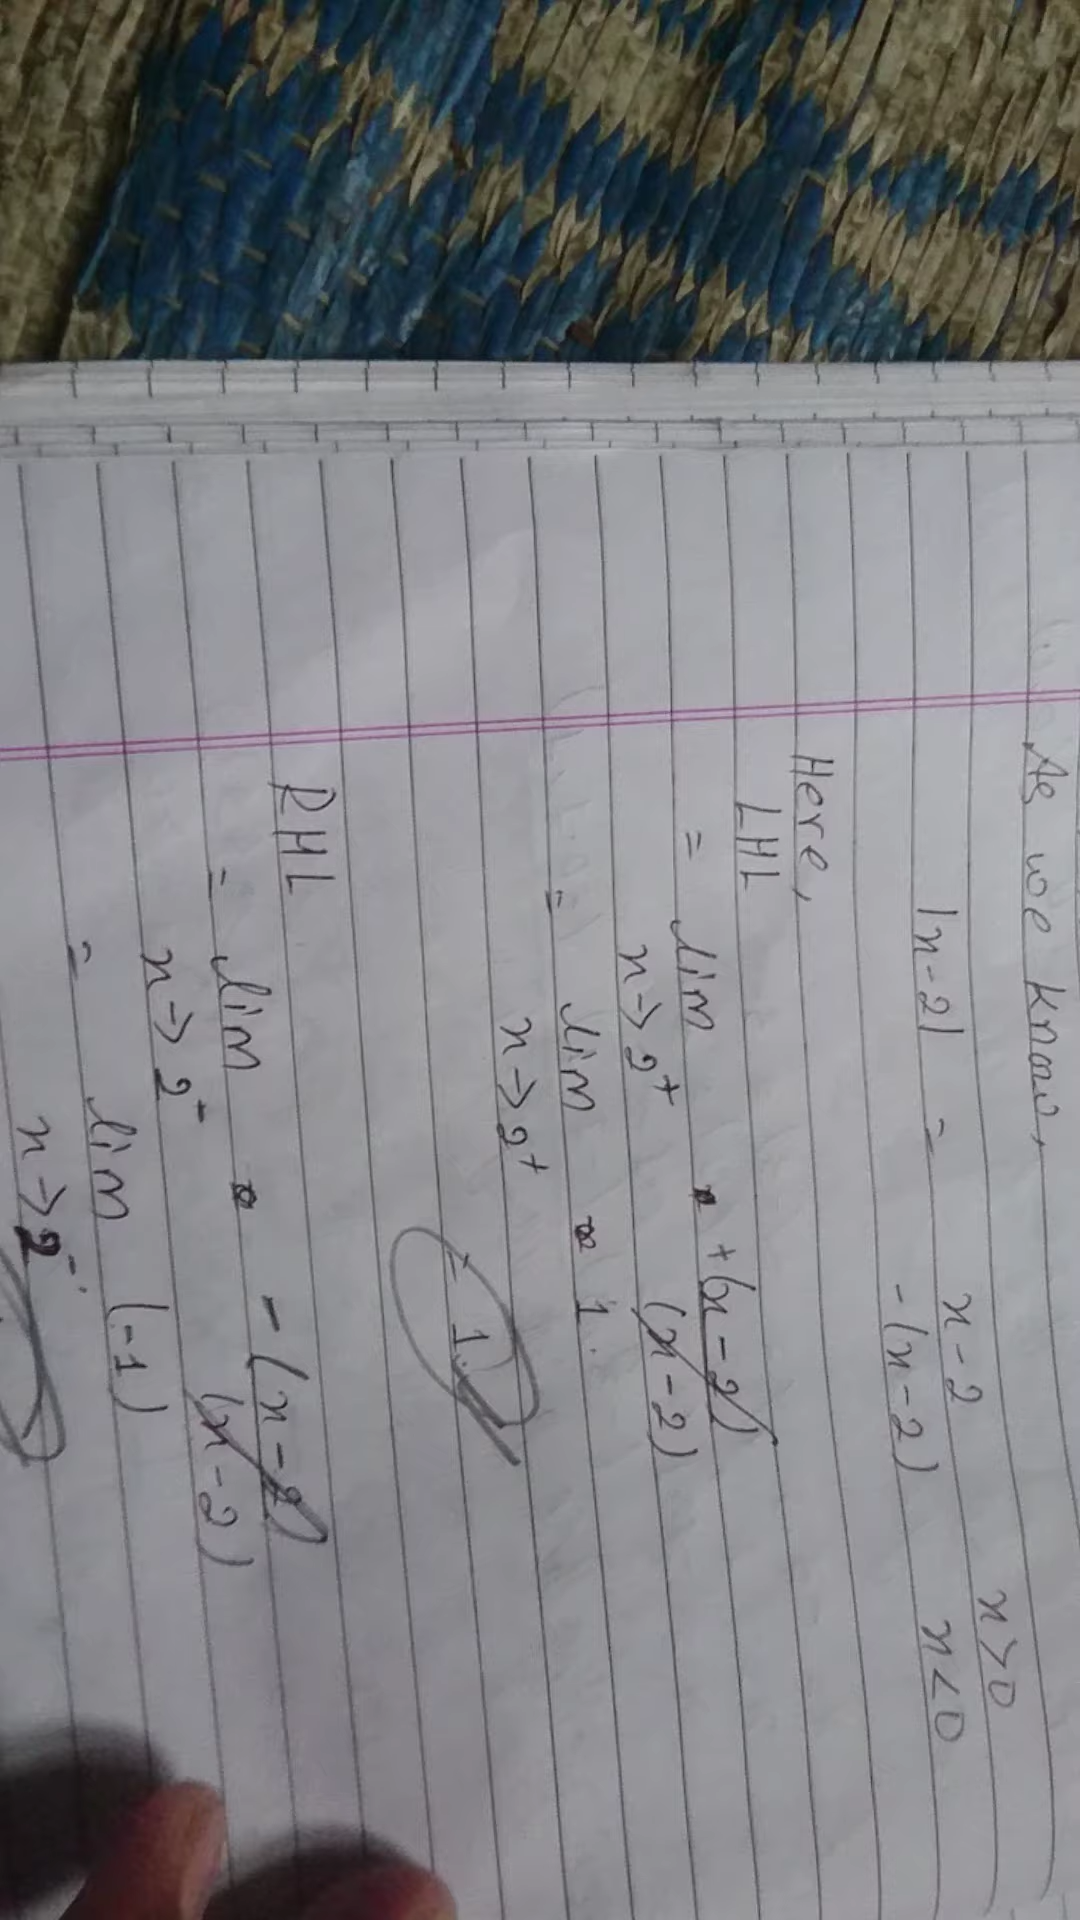 As we know,
|x-2| = x-2 x>0
-(x-2) x<0
Here,
LHL
= lim +(x-2)
x→2⁺ (x-2)
= lim 1.
x→2⁺
= 1.
RHL
= lim -(x-2)
x→2⁺ (x-2)
= lim (-1)
x→2⁻